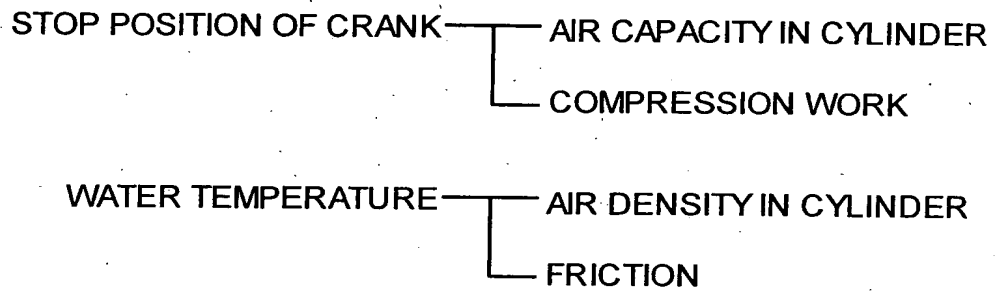 STOP POSITION OF CRANK AIR CAPACITY IN CYLINDER
COMPRESSION WORK
WATER TEMPERATURE AIR DENSITY IN CYLINDER
FRICTION